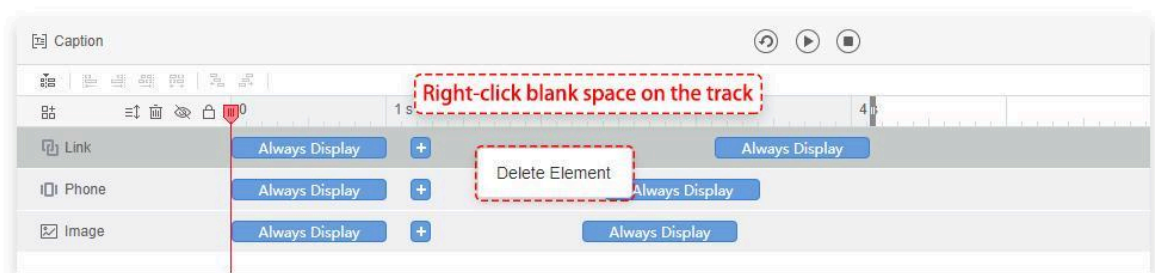 Caption
Right-click blank space on the track
0 1 s 4
Link Always Display Always Display
Delete Element
Phone Always Display Always Display
Image Always Display Always Display